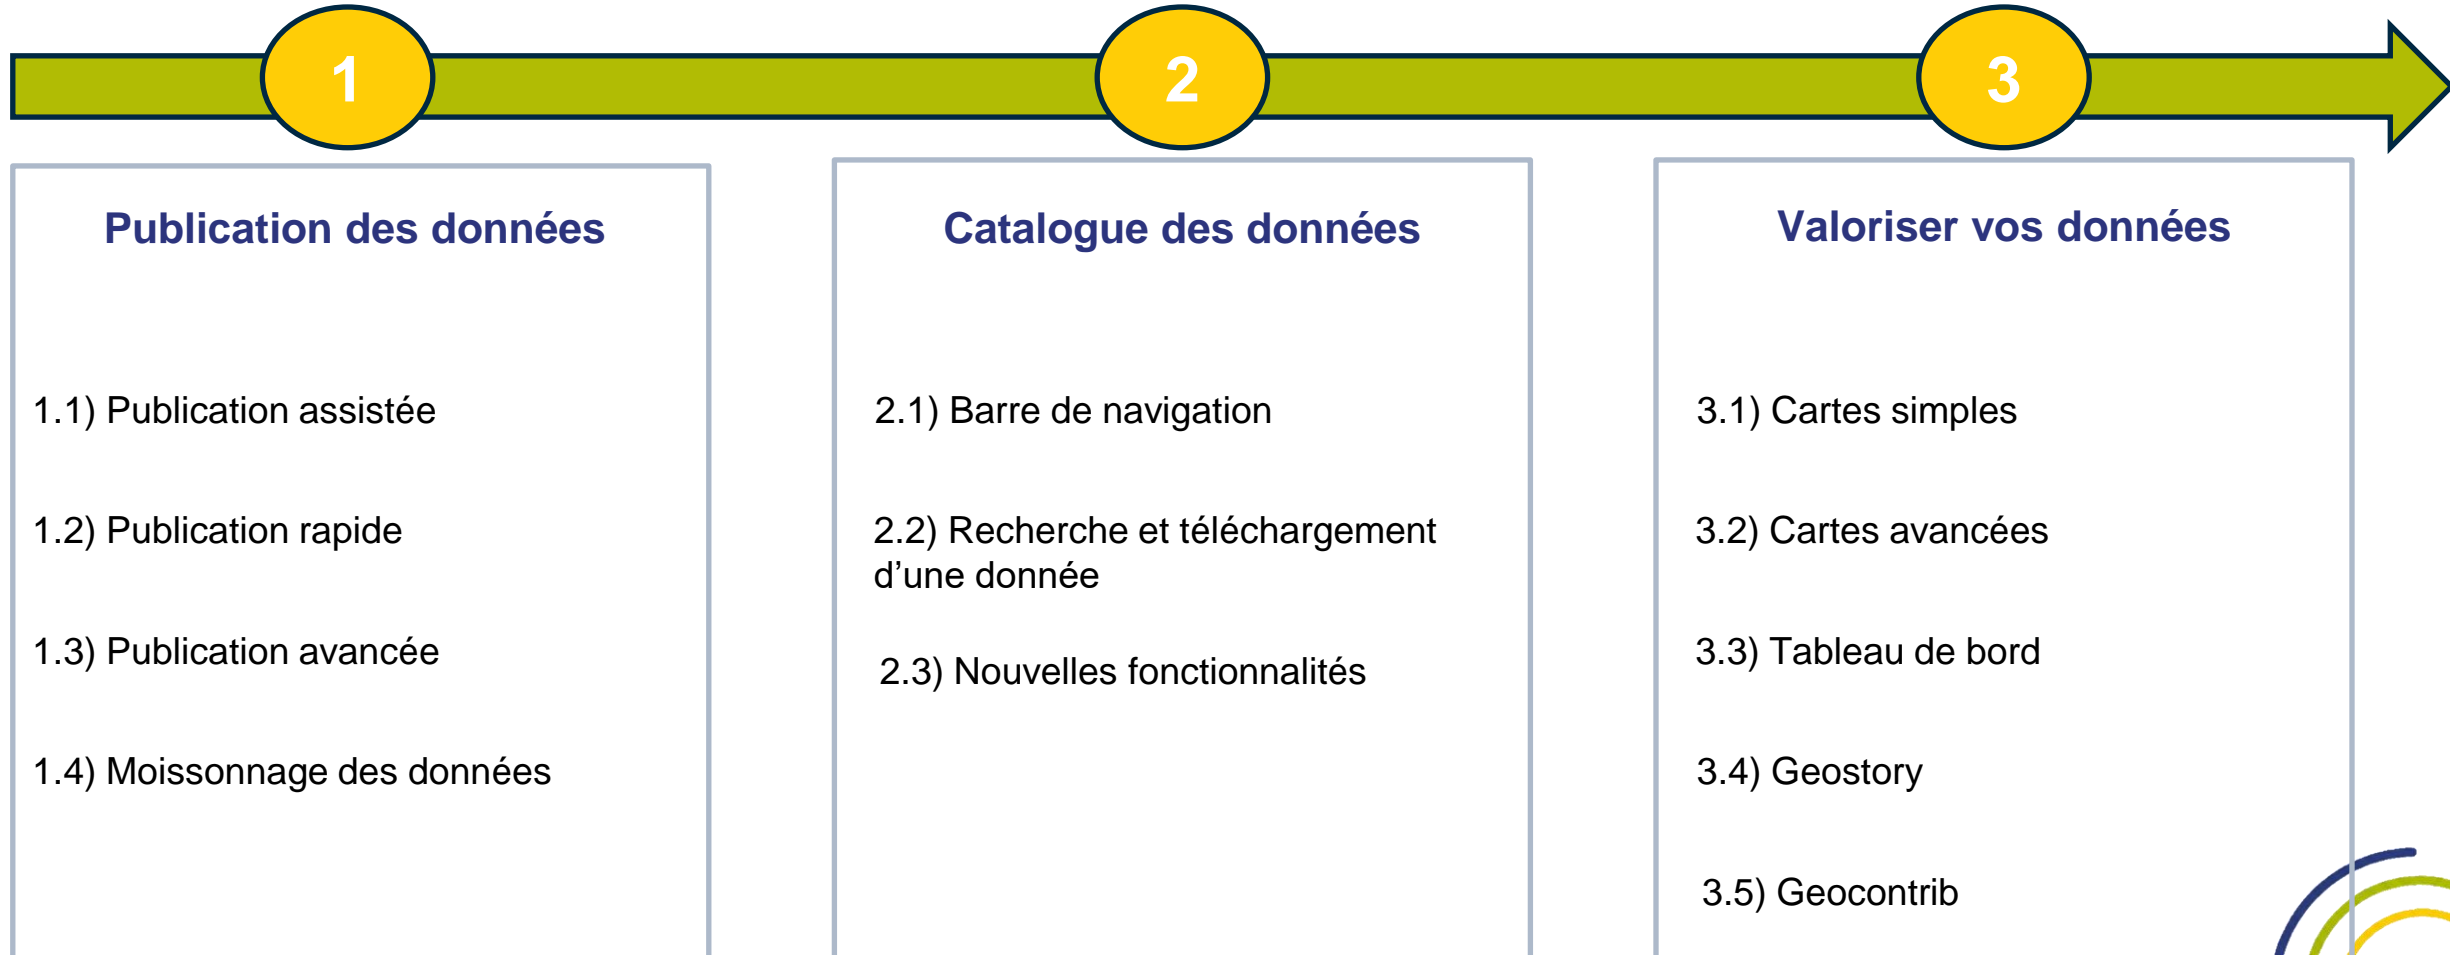 1
2
3
Publication des données
1.1) Publication assistée
1.2) Publication rapide
1.3) Publication avancée
1.4) Moissonnage des données
Catalogue des données
2.1) Barre de navigation
2.2) Recherche et téléchargement
d’une donnée
2.3) Nouvelles fonctionnalités
Valoriser vos données
3.1) Cartes simples
3.2) Cartes avancées
3.3) Tableau de bord
3.4) Geostory
3.5) Geocontrib